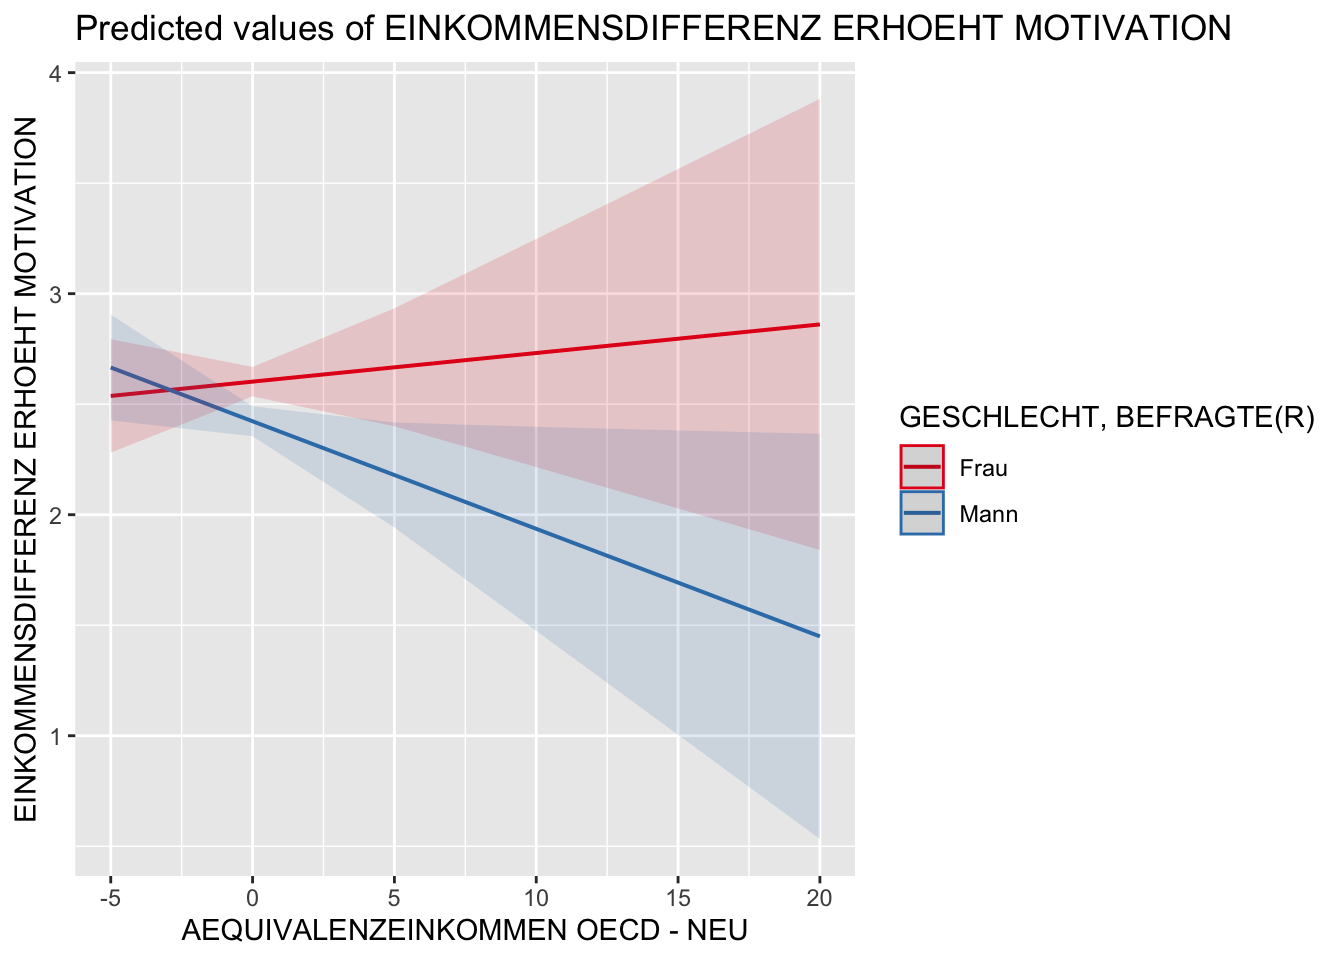 Predicted values of EINKOMMENSDIFFERENZ ERHOEHT MOTIVATION
EINKOMMENSDIFFERENZ ERHOEHT MOTIVATION
4
3
2
1
-5
0
5
10
15
20
AEQUIVALENZEINKOMMEN OECD - NEU
GESCHLECHT, BEFRAGTE(R)
Frau
Mann